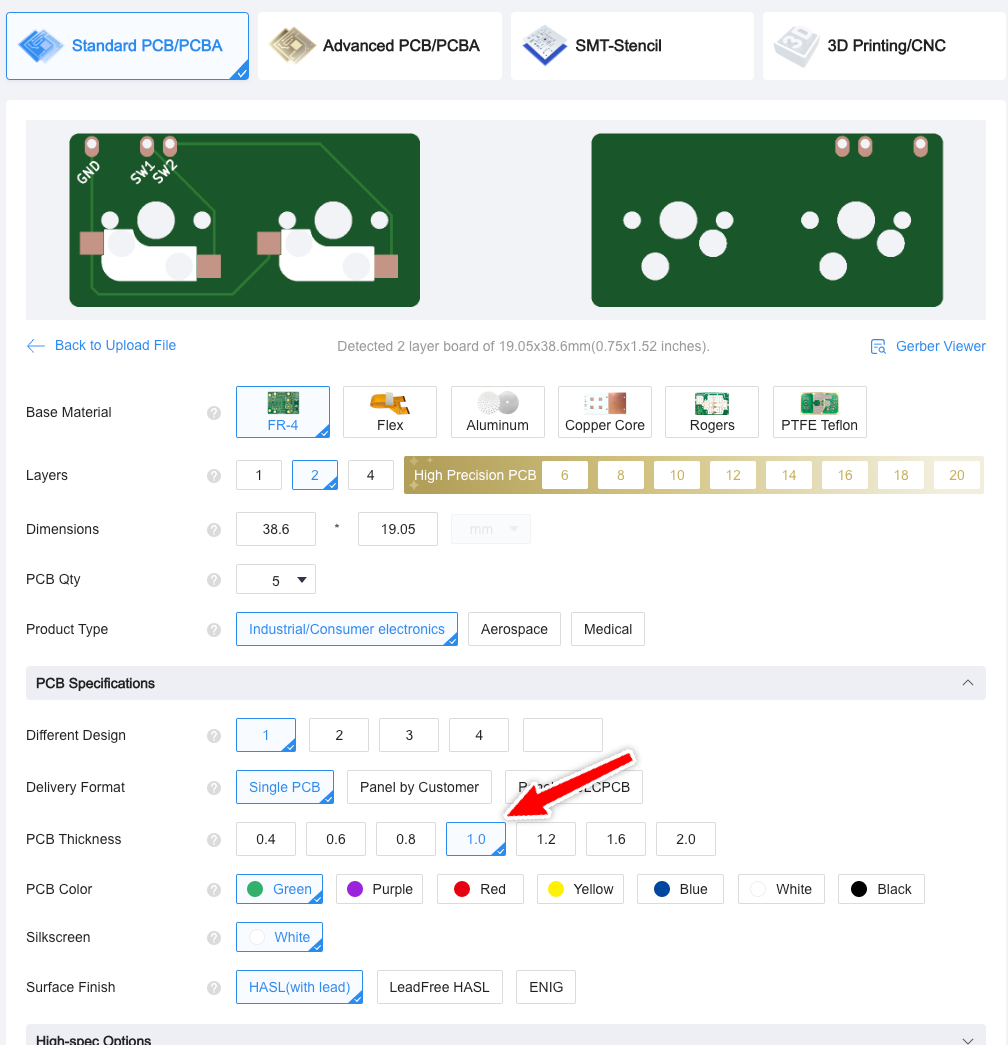 Standard PCB/PCBA Advanced PCB/PCBA SMT-Stencil 3D Printing/CNC
GND SW1 SW2
Back to Upload File Detected 2 layer board of 19.05x38.6mm(0.75x1.52 inches). Gerber Viewer
Base Material ? FR-4 Flex Aluminum Copper Core Rogers PTFE Teflon
Layers ? 1 2 4 High Precision PCB 6 8 10 12 14 16 18 20
Dimensions ? 38.6 * 19.05 mm
PCB Qty ? 5
Product Type ? Industrial/Consumer electronics Aerospace Medical
PCB Specifications
Different Design ? 1 2 3 4
Delivery Format ? Single PCB Panel by Customer
PCB Thickness ? 0.4 0.6 0.8 1.0 1.2 1.6 2.0
PCB Color ? Green Purple Red Yellow Blue White Black
Silkscreen ? White
Surface Finish ? HASL(with lead) LeadFree HASL ENIG
High-spec Options